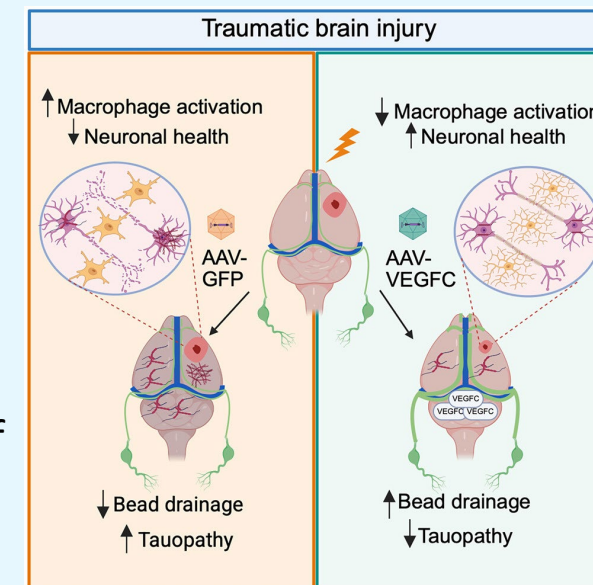 Traumatic brain injury
↑ Macrophage activation
↓ Neuronal health
AAV-
GFP
↓ Bead drainage
↑ Tauopathy
↓ Macrophage activation
↑ Neuronal health
AAV-
VEGFC
VEGFC
VEGFC VEGFC
↑ Bead drainage
↓ Tauopathy